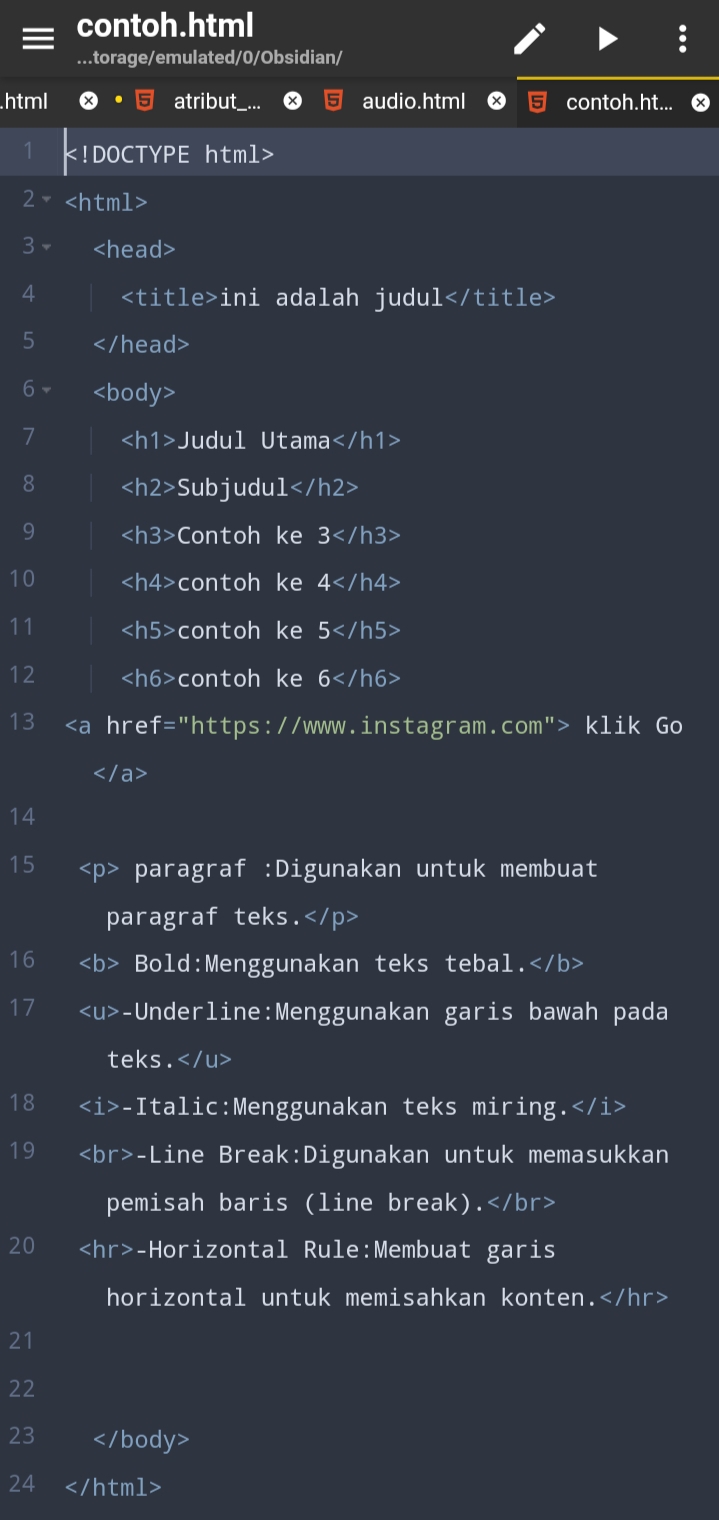 contoh.html
...torage/emulated/0/Obsidian/
.html atribut_... audio.html contoh.ht...
1 <!DOCTYPE html>
2 <html>
3 <head>
4 <title>ini adalah judul</title>
5 </head>
6 <body>
7 <h1>Judul Utama</h1>
8 <h2>Subjudul</h2>
9 <h3>Contoh ke 3</h3>
10 <h4>contoh ke 4</h4>
11 <h5>contoh ke 5</h5>
12 <h6>contoh ke 6</h6>
13 <a href="https://www.instagram.com"> klik Go
</a>
14
15 <p> paragraf :Digunakan untuk membuat
paragraf teks.</p>
16 <b> Bold:Menggunakan teks tebal.</b>
17 <u>-Underline:Menggunakan garis bawah pada
teks.</u>
18 <i>-Italic:Menggunakan teks miring.</i>
19 <br>-Line Break:Digunakan untuk memasukkan
pemisah baris (line break).</br>
20 <hr>-Horizontal Rule:Membuat garis
horizontal untuk memisahkan konten.</hr>
21
22
23 </body>
24 </html>